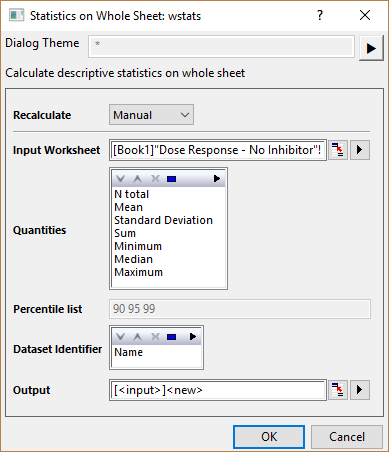 Statistics on Whole Sheet: wstats ? ×
Dialog Theme *
Calculate descriptive statistics on whole sheet
Recalculate Manual
Input Worksheet [Book1]"Dose Response - No Inhibitor"!
Quantities
N total
Mean
Standard Deviation
Sum
Minimum
Median
Maximum
Percentile list 90 95 99
Dataset Identifier
Name
Output [<input>]<new>
OK Cancel